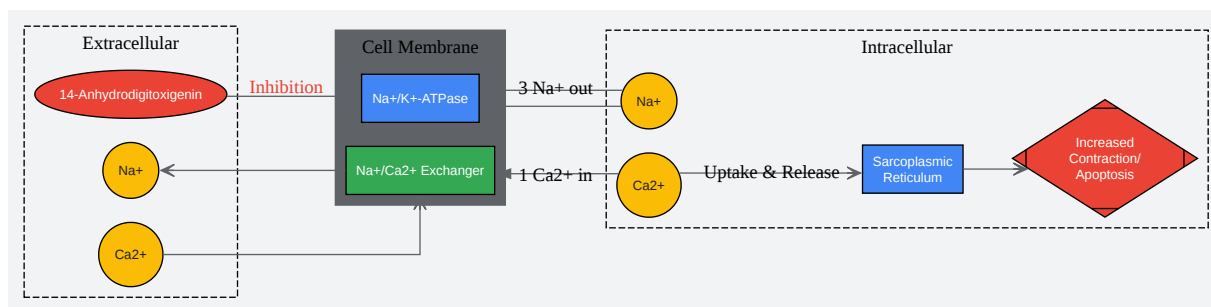 Extracellular
14-Anhydrodigitoxigenin
Na+
Ca2+
Inhibition
Cell Membrane
Na+/K+-ATPase
Na+/Ca2+ Exchanger
3 Na+ out
1 Ca2+ in
Intracellular
Na+
Ca2+
Uptake & Release
Sarcoplasmic
Reticulum
Increased
Contraction/
Apoptosis